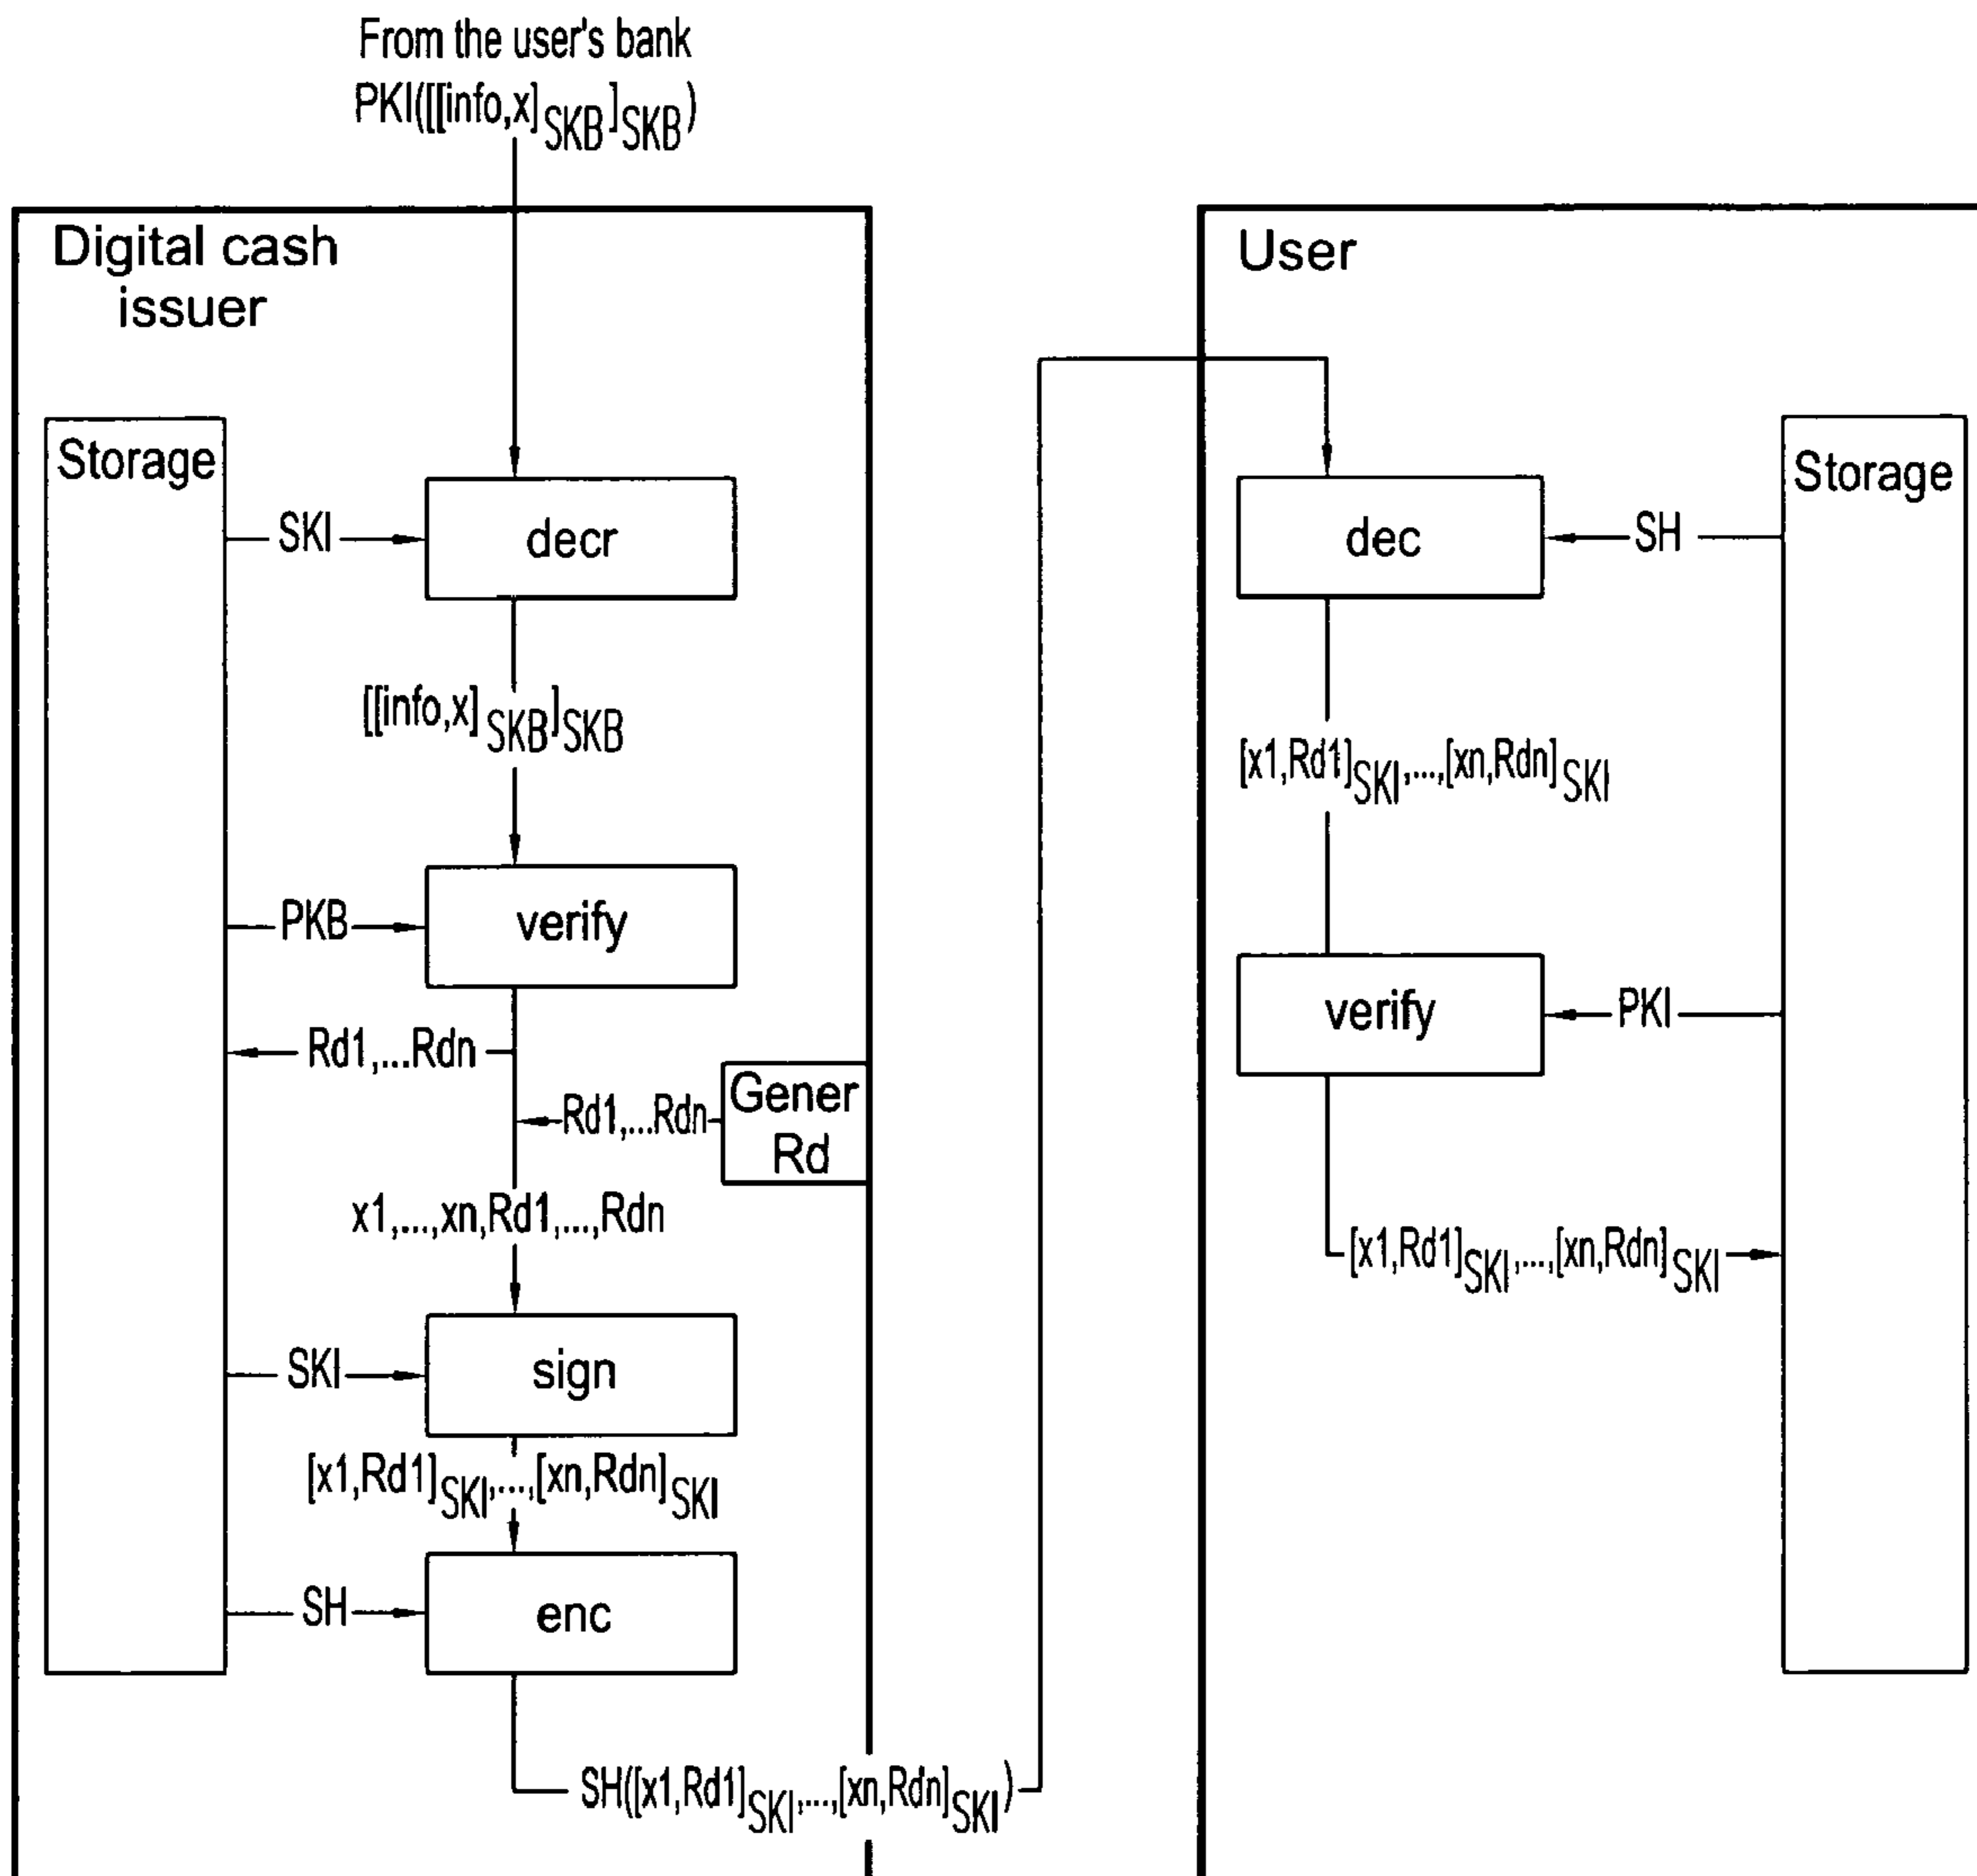 From the user's bank
PKI([[[info,x]SKB]SKB)
Digital cash
issuer
Storage
SKI
decr
[[info,x]SKB]SKB
PKB
verify
Rd1,...Rdn
Rd1,...Rdn
Gener
Rd
x1,...,xn,Rd1,...,Rdn
SKI
sign
[x1,Rd1]SKI,...,[xn,Rdn]SKI
SH
enc
SH([x1,Rd1]SKI,...,[xn,Rdn]SKI)
User
Storage
dec
SH
[x1,Rd1]SKI,...,[xn,Rdn]SKI
verify
PKI
[x1,Rd1]SKI,...,[xn,Rdn]SKI